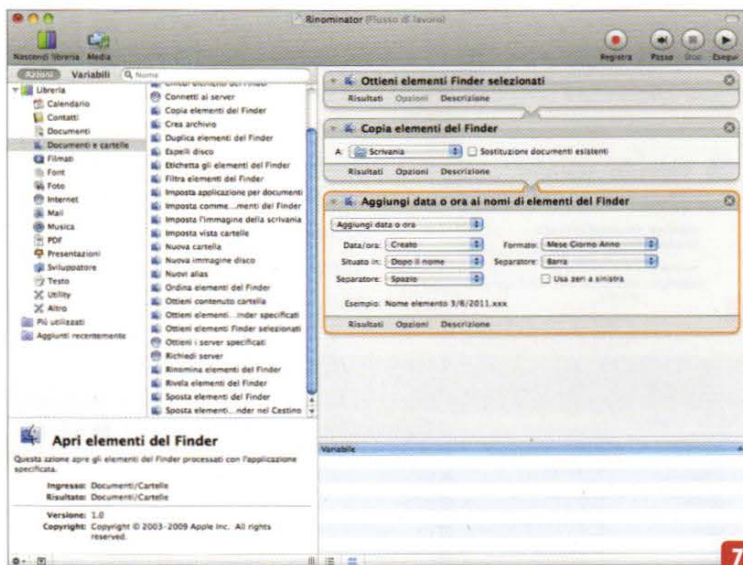 Rinominator (Flusso di lavoro)
Nascondi libreria Media
Registra Passo Stop Esegui
Azioni Variabili Nome
Libreria
Calendario
Contatti
Documenti
Documenti e cartelle
Filmati
Font
Foto
Internet
Mail
Musica
PDF
Presentazioni
Sviluppatore
Testo
Utility
Altro
Più utilizzati
Aggiunti recentemente
Connetti ai server
Copia elementi del Finder
Crea archivio
Duplica elementi del Finder
Espelli disco
Etichetta gli elementi del Finder
Filtra elementi del Finder
Imposta applicazione per documenti
Imposta comme...menti del Finder
Imposta l'immagine della scrivania
Imposta vista cartelle
Nuova cartella
Nuova immagine disco
Nuovi alias
Ordina elementi del Finder
Ottieni contenuto cartella
Ottieni elementi...inder specificati
Ottieni elementi Finder selezionati
Ottieni i server specificati
Richiedi server
Rinomina elementi del Finder
Rivela elementi del Finder
Sposta elementi del Finder
Sposta elementi...nder nel Cestino
Apri elementi del Finder
Questa azione apre gli elementi del Finder processati con l'applicazione
specificata.
Ingresso: Documenti/Cartelle
Risultato: Documenti/Cartelle
Versione: 1.0
Copyright: Copyright © 2003-2009 Apple Inc. All rights
reserved.
Ottieni elementi Finder selezionati
Risultati Opzioni Descrizione
Copia elementi del Finder
A: Scrivania Sostituzione documenti esistenti
Risultati Opzioni Descrizione
Aggiungi data o ora ai nomi di elementi del Finder
Aggiungi data o ora
Data/ora: Creato Formato: Mese Giorno Anno
Situato in: Dopo il nome Separatore: Barra
Separatore: Spazio Usa zeri a sinistra
Esempio: Nome elemento 3/8/2011.xxx
Risultati Opzioni Descrizione
Variabile
7